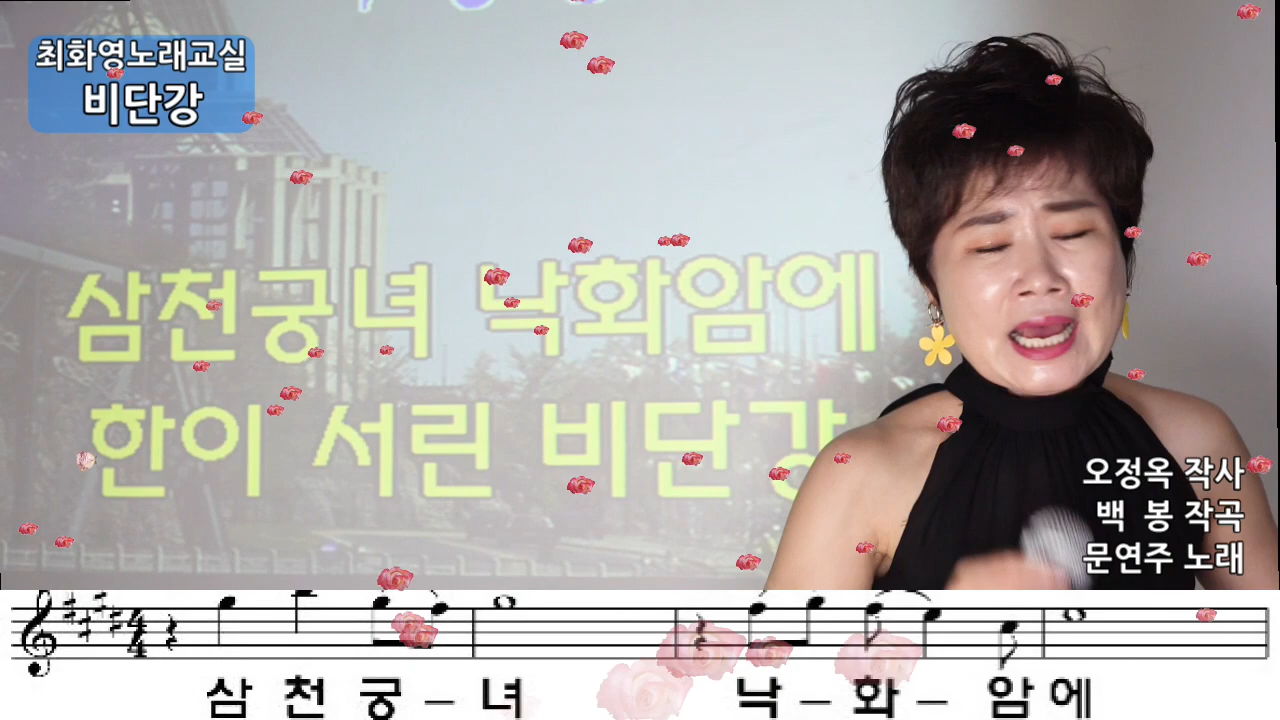 최화영노래교실
비단강
삼천궁녀 낙화암에
한이 서린 비단강
오정옥 작사
백 봉 작곡
문연주 노래
삼 천 궁 – 녀 낙 – 화 – 암 에